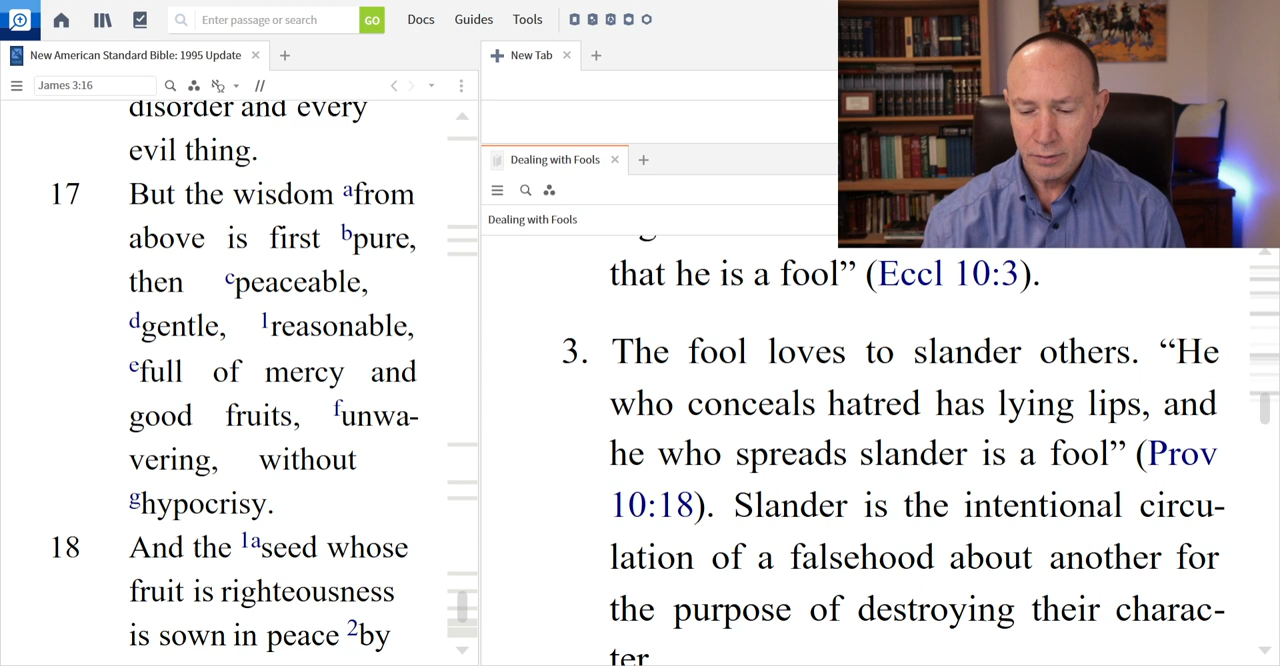 Enter passage or search
GO
Docs
Guides
Tools
New American Standard Bible: 1995 Update
James 3:16
disorder and every
evil thing.
17 But the wisdom afrom
above is first bpure,
then cpeaceable,
dgentle, 1reasonable,
efull of mercy and
good fruits, funwa-
vering, without
ghypocrisy.
18 And the 1aseed whose
fruit is righteousness
is sown in peace 2by
New Tab
Dealing with Fools
Dealing with Fools
that he is a fool” (Eccl 10:3).
3. The fool loves to slander others. “He
who conceals hatred has lying lips, and
he who spreads slander is a fool” (Prov
10:18). Slander is the intentional circu-
lation of a falsehood about another for
the purpose of destroying their charac-
ter